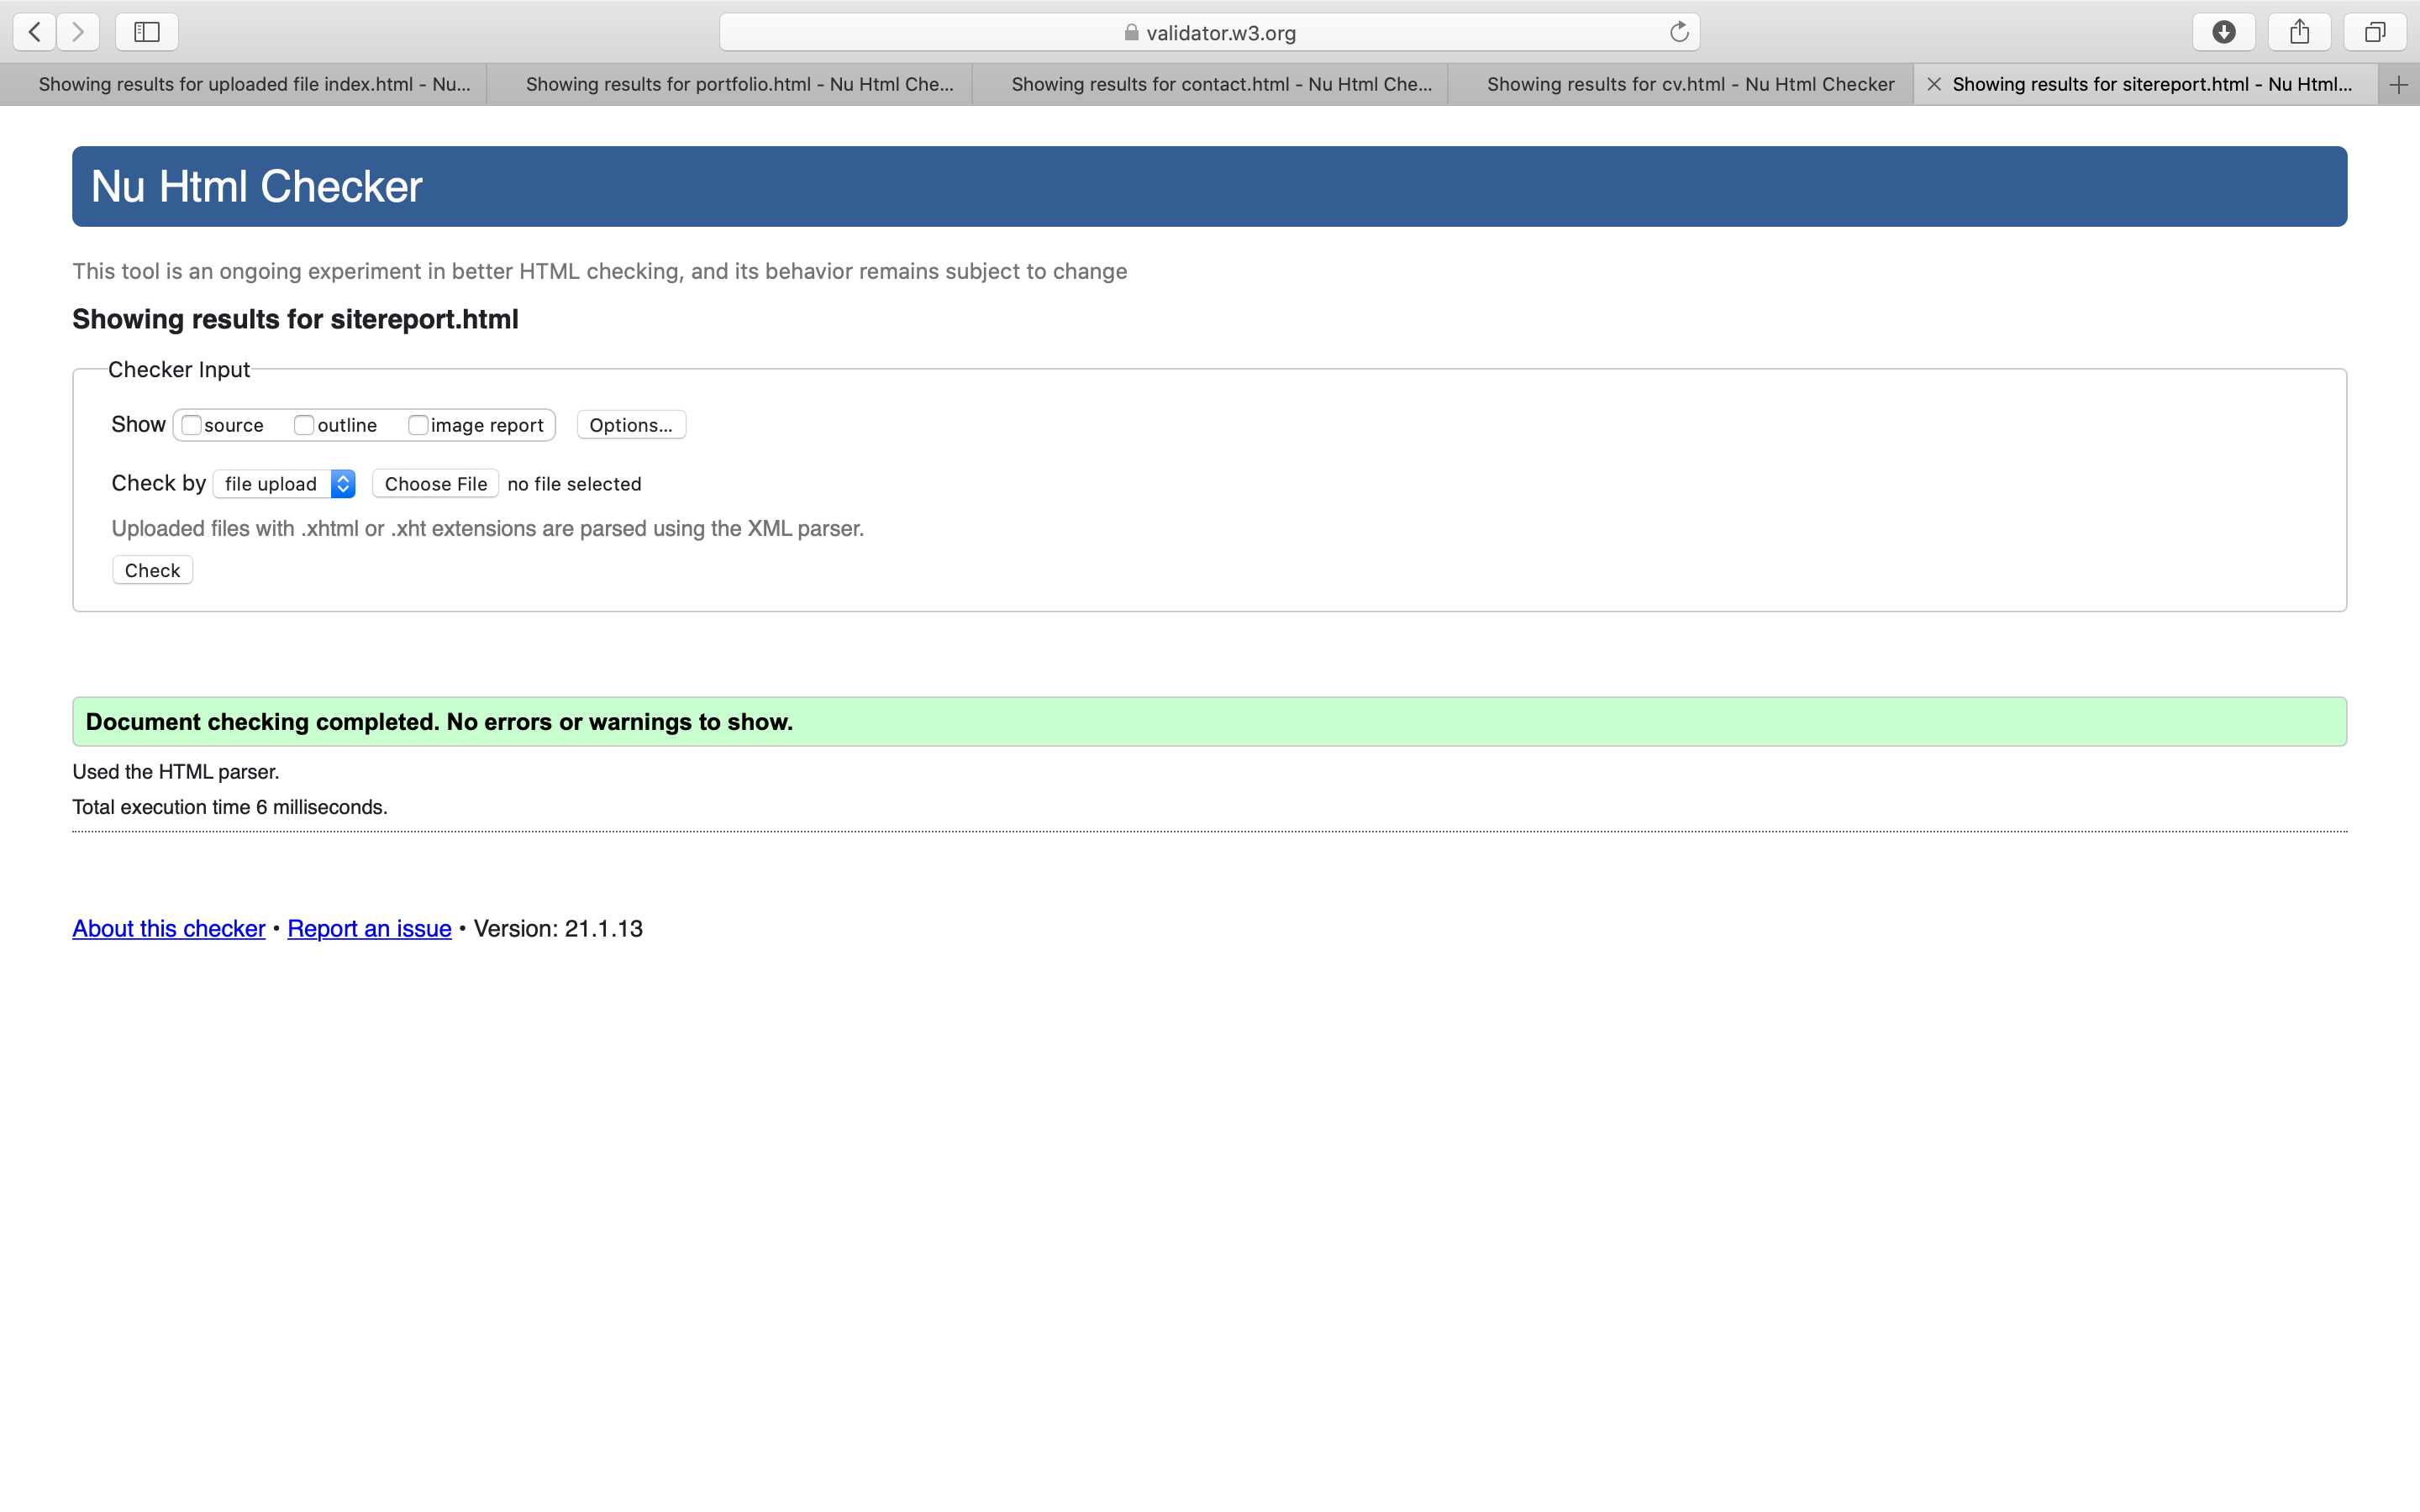 validator.w3.org
Showing results for uploaded file index.html - Nu...
Showing results for portfolio.html - Nu Html Che...
Showing results for contact.html - Nu Html Che...
Showing results for cv.html - Nu Html Checker
Showing results for sitereport.html - Nu Html...
Nu Html Checker
This tool is an ongoing experiment in better HTML checking, and its behavior remains subject to change
Showing results for sitereport.html
Checker Input
Show source outline image report Options...
Check by file upload Choose File no file selected
Uploaded files with .xhtml or .xht extensions are parsed using the XML parser.
Check
Document checking completed. No errors or warnings to show.
Used the HTML parser.
Total execution time 6 milliseconds.
About this checker • Report an issue • Version: 21.1.13